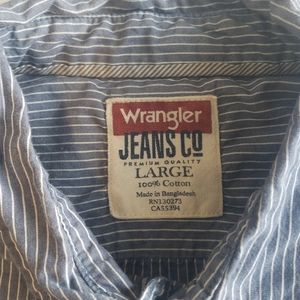 Wrangler
JEANS CO
PREMIUM QUALITY
LARGE
100% Cotton
Made in Bangladesh
RN130273
CA55394